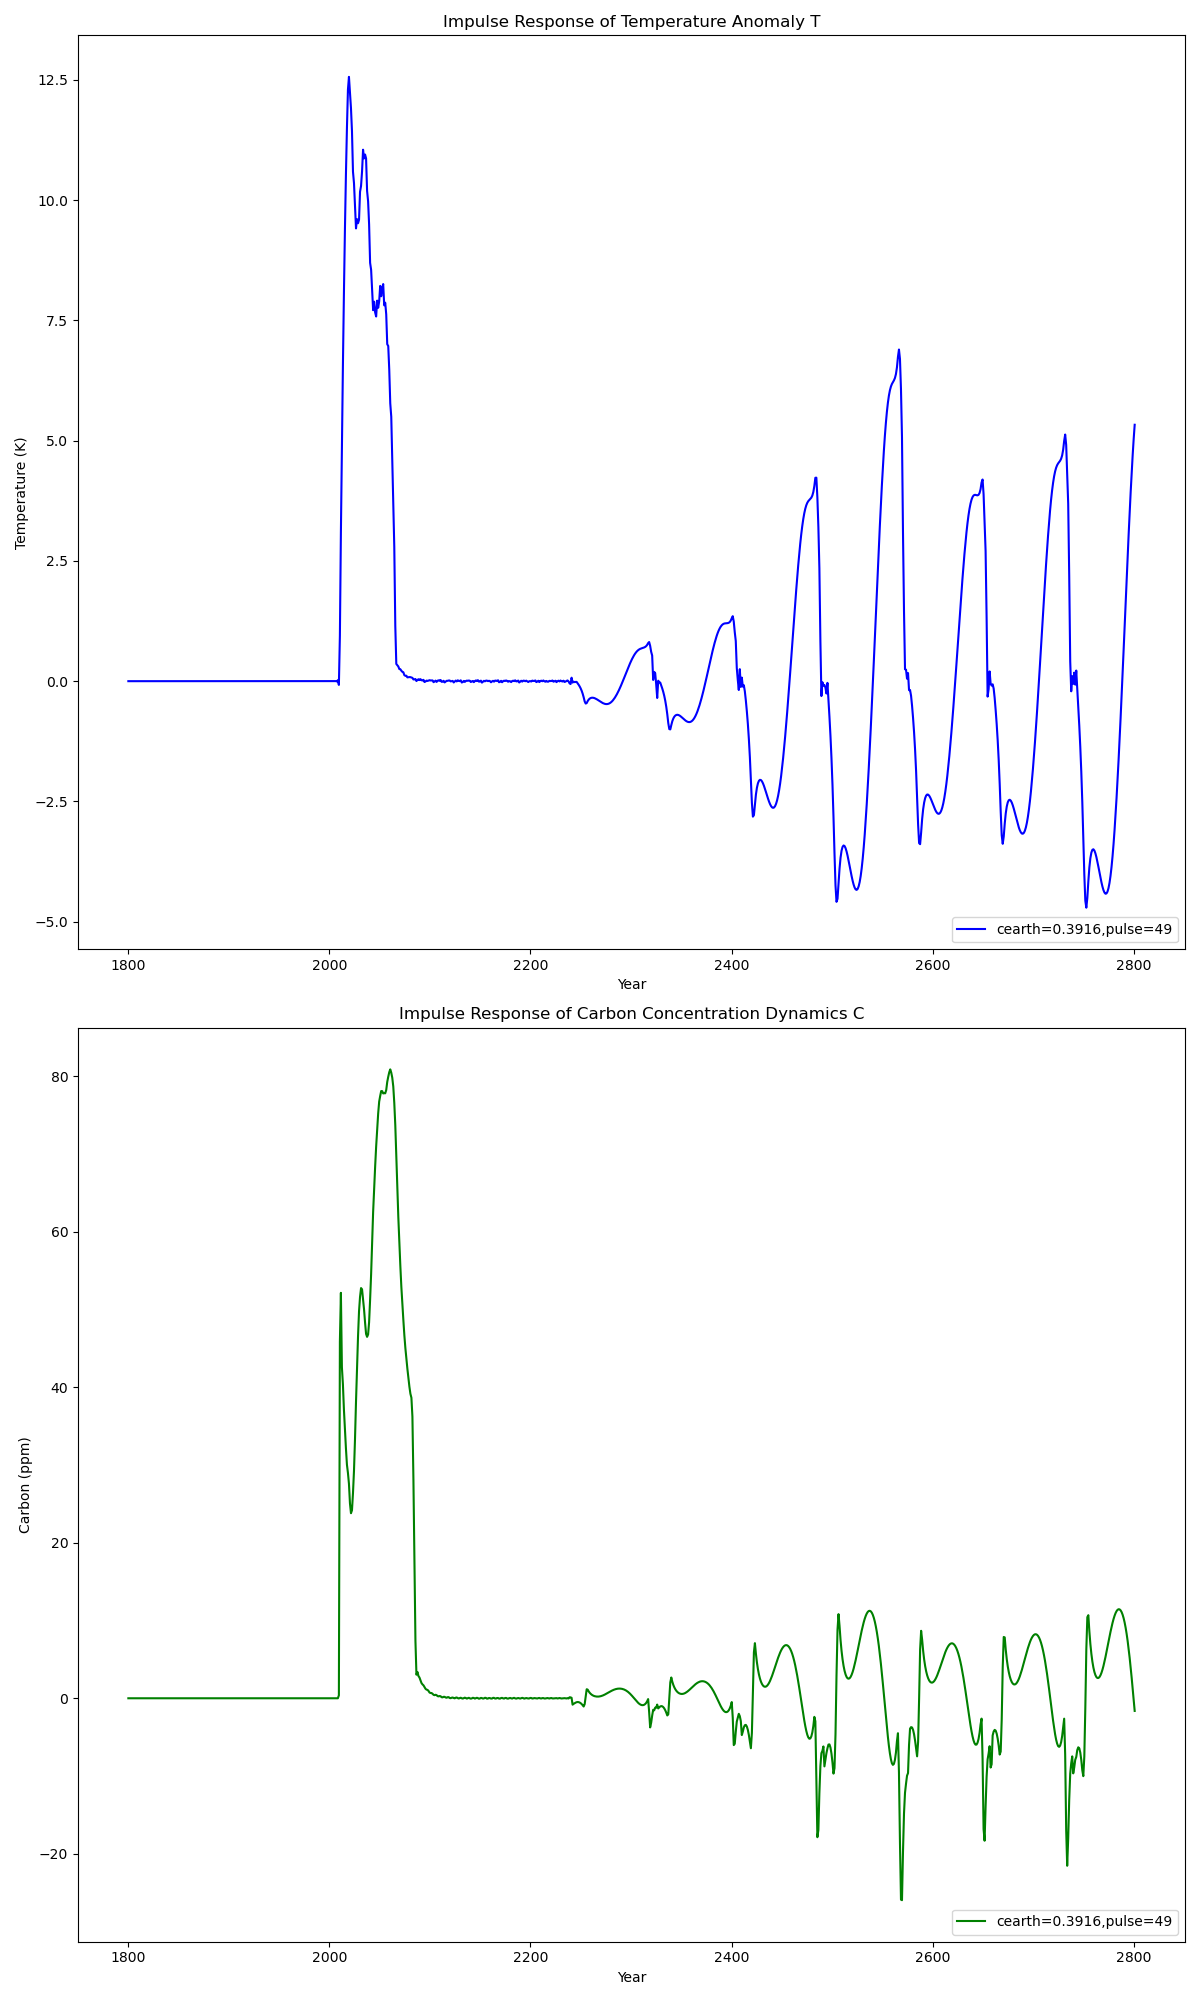 Impulse Response of Temperature Anomaly T
12.5
10.0
7.5
5.0
2.5
0.0
−2.5
−5.0
Temperature (K)
cearth=0.3916,pulse=49
1800 2000 2200 2400 2600 2800
Year
Impulse Response of Carbon Concentration Dynamics C
80
60
40
20
0
−20
Carbon (ppm)
cearth=0.3916,pulse=49
1800 2000 2200 2400 2600 2800
Year